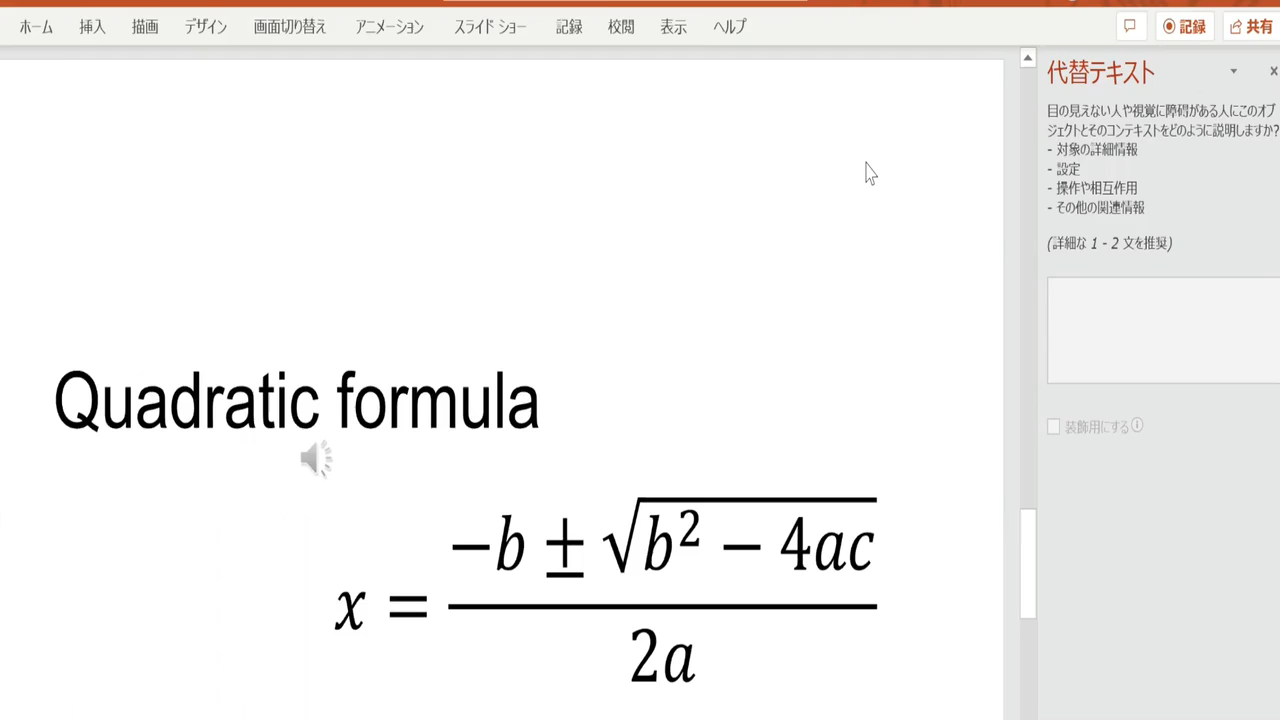 ホーム 挿入 描画 デザイン 画面切り替え アニメーション スライド ショー 記録 校閲 表示 ヘルプ
記録 共有
代替テキスト
目の見えない人や視覚に障碍がある人にこのオブ
ジェクトとそのコンテキストをどのように説明しますか?
- 対象の詳細情報
- 設定
- 操作や相互作用
- その他の関連情報
(詳細な 1 - 2 文を推奨)
装飾用にする
Quadratic formula
x = (−b ± √(b² − 4ac)) / 2a